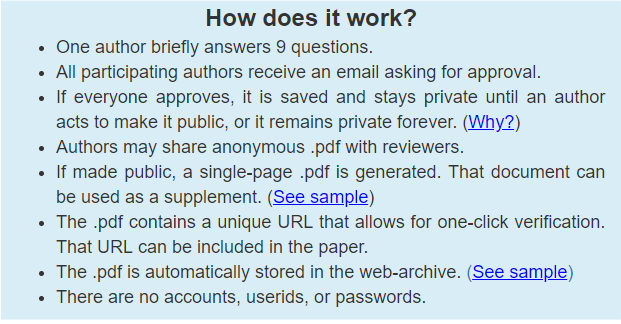 How does it work?
• One author briefly answers 9 questions.
• All participating authors receive an email asking for approval.
• If everyone approves, it is saved and stays private until an author
acts to make it public, or it remains private forever. (Why?)
• Authors may share anonymous .pdf with reviewers.
• If made public, a single-page .pdf is generated. That document can
be used as a supplement. (See sample)
• The .pdf contains a unique URL that allows for one-click verification.
That URL can be included in the paper.
• The .pdf is automatically stored in the web-archive. (See sample)
• There are no accounts, userids, or passwords.